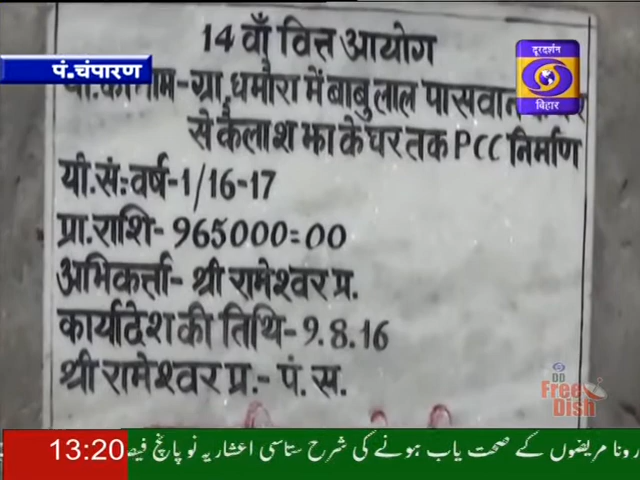 14 वाँ वित्त आयोग
दूरदर्शन
बिहार
पं.चंपारण
नाम-ग्रा.धमौरा में बाबुलाल पासवान
से कैलाश झा के घर तक PCC निर्माण
यो.सं:वर्ष-1/16-17
प्रा.राशि-965000=00
अभिकर्त्ता-श्री रामेश्वर प्र.
कार्यादेश की तिथि-9.8.16
श्री रामेश्वर प्र.-पं.स.
DD
Free
Dish
13:20
رونا مریضوں کے صحت یاب ہونے کی شرح ستاسی اعشاریہ نو پانچ فیصد